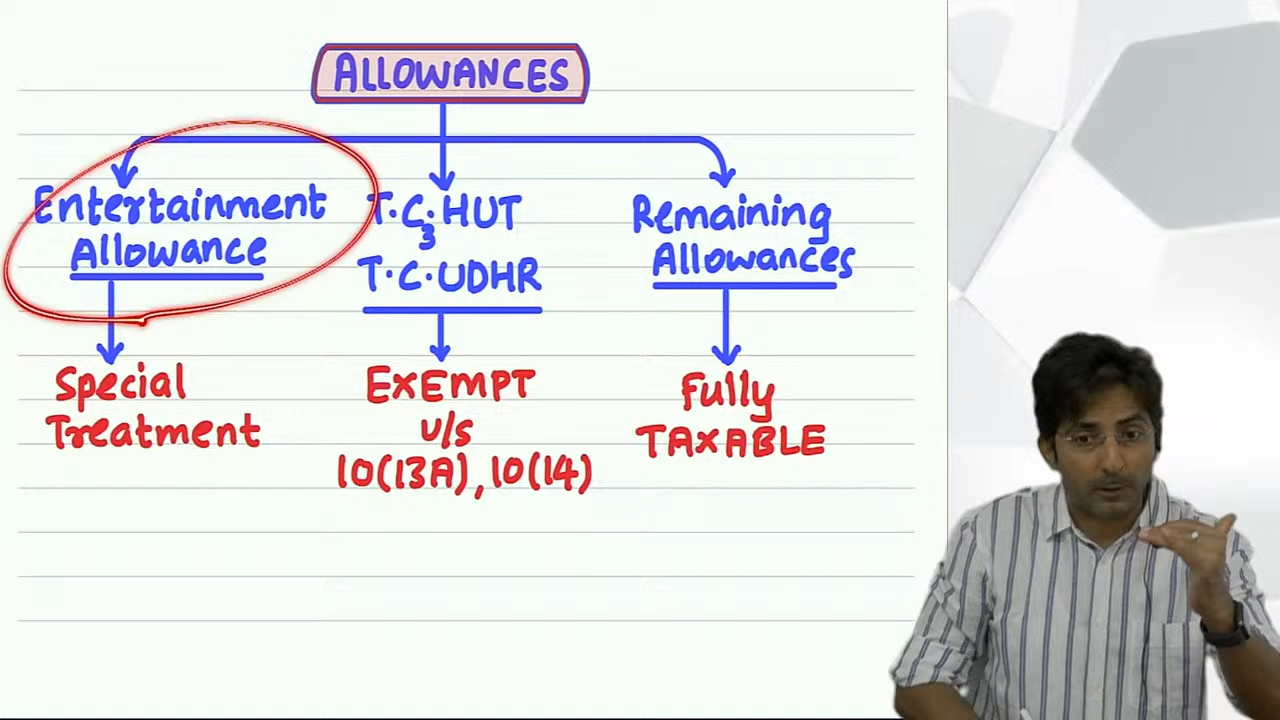 ALLOWANCES
Entertainment
Allowance
Special
Treatment
T.C₃.HUT
T.C.UDHR
EXEMPT
u/s
10(13A), 10(14)
Remaining
Allowances
Fully
TAXABLE